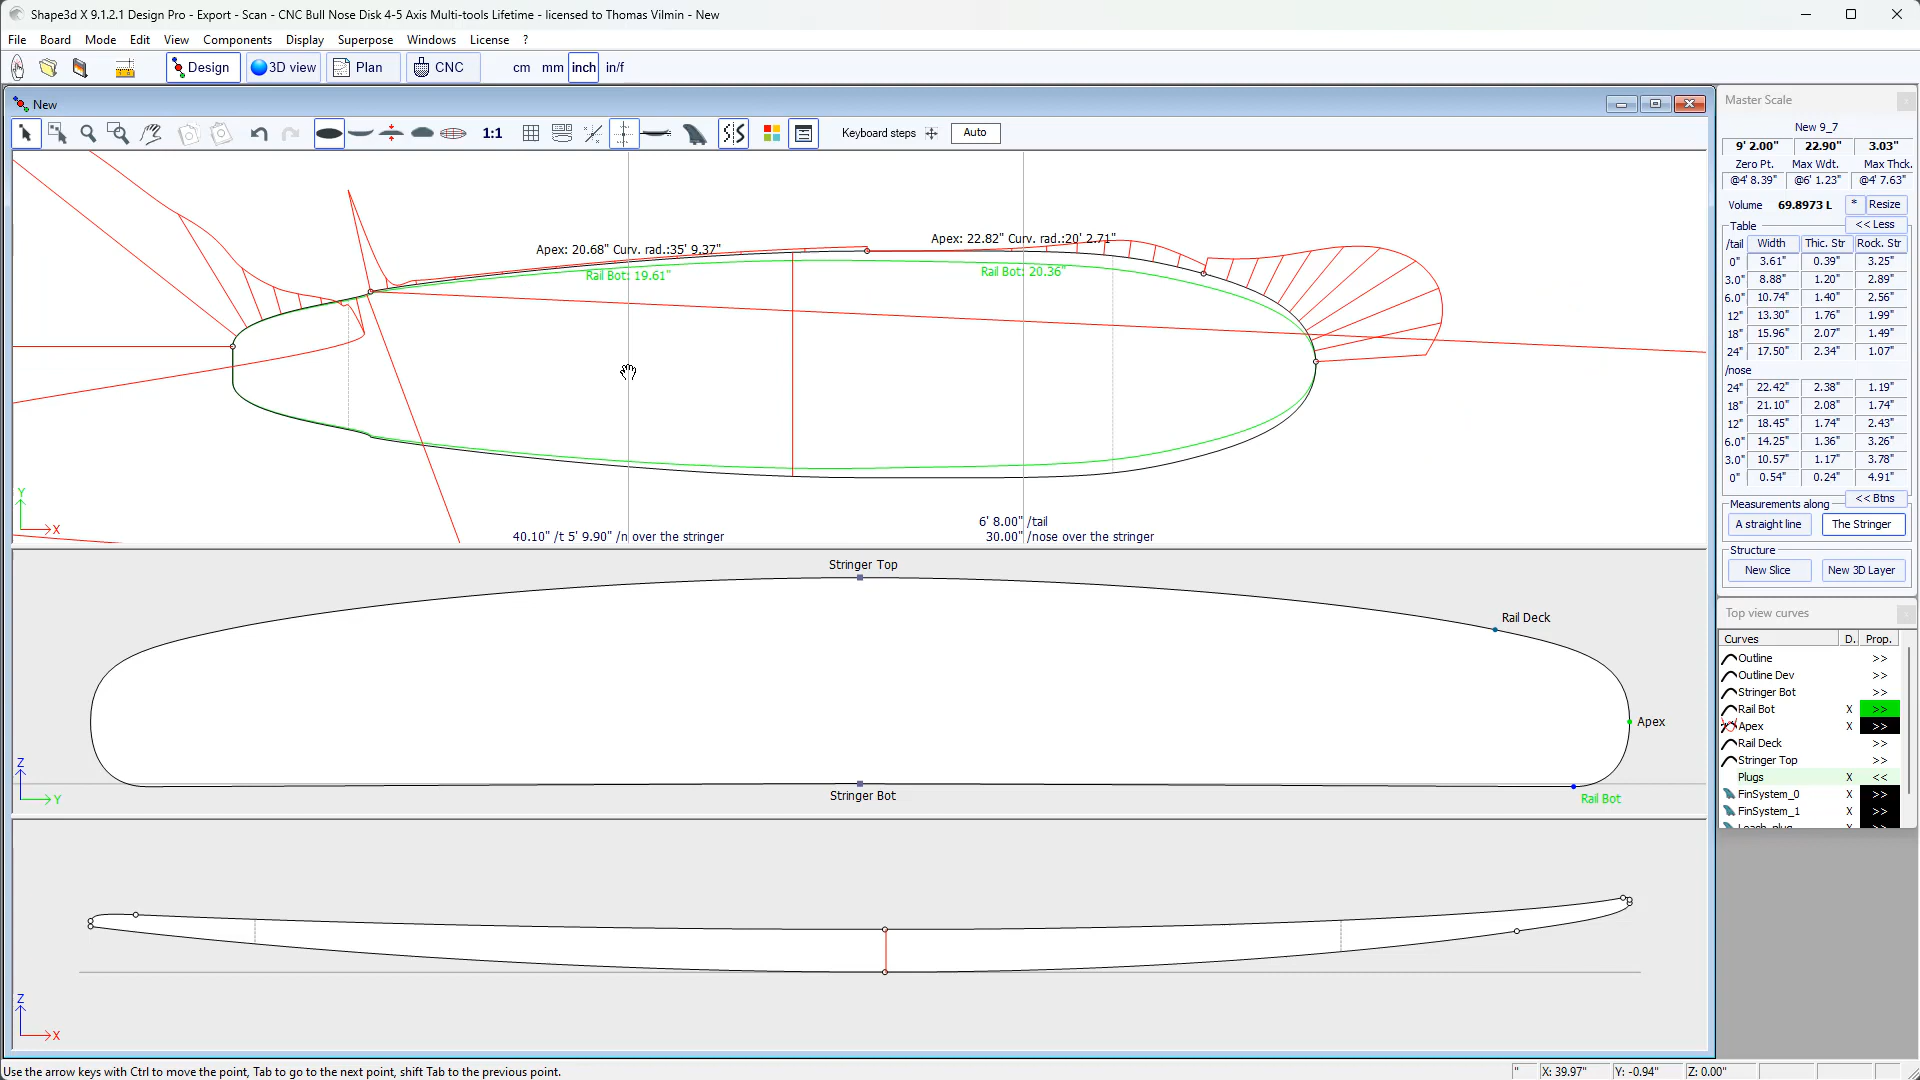 Shape3d X 9.1.2.1 Design Pro - Export - Scan - CNC Bull Nose Disk 4-5 Axis Multi-tools Lifetime - licensed to Thomas Vilmin - New
File Board Mode Edit View Components Display Superpose Windows License ?
Design 3D view Plan CNC cm mm inch in/f
New
1:1 Keyboard steps Auto
Apex: 20.68" Curv. rad.:35' 9.37"
Rail Bot: 19.61"
Apex: 22.82" Curv. rad.:20' 2.71"
Rail Bot: 20.36"
Y
X
40.10" /t 5' 9.90" /n over the stringer
6' 8.00" /tail
30.00" /nose over the stringer
Stringer Top
Rail Deck
Apex
Stringer Bot
Rail Bot
Z
Y
Z
X
Master Scale
New 9_7
9' 2.00" 22.90" 3.03"
Zero Pt. Max Wdt. Max Thck.
@4' 8.39" @6' 1.23" @4' 7.63"
Volume 69.8973 L * Resize
Table << Less
/tail Width Thic. Str Rock. Str
0" 3.61" 0.39" 3.25"
3.0" 8.88" 1.20" 2.89"
6.0" 10.74" 1.40" 2.56"
12" 13.30" 1.76" 1.99"
18" 15.96" 2.07" 1.49"
24" 17.50" 2.34" 1.07"
/nose
24" 22.42" 2.38" 1.19"
18" 21.10" 2.08" 1.74"
12" 18.45" 1.74" 2.43"
6.0" 14.25" 1.36" 3.26"
3.0" 10.57" 1.17" 3.78"
0" 0.54" 0.24" 4.91"
<< Btns
Measurements along
A straight line The Stringer
Structure
New Slice New 3D Layer
Top view curves
Curves D. Prop.
Outline >>
Outline Dev >>
Stringer Bot >>
Rail Bot X >>
Apex X >>
Rail Deck >>
Stringer Top >>
Plugs X <<
FinSystem_0 X >>
FinSystem_1 X >>
Use the arrow keys with Ctrl to move the point, Tab to go to the next point, shift Tab to the previous point.
" X: 39.97" Y: -0.94" Z: 0.00"